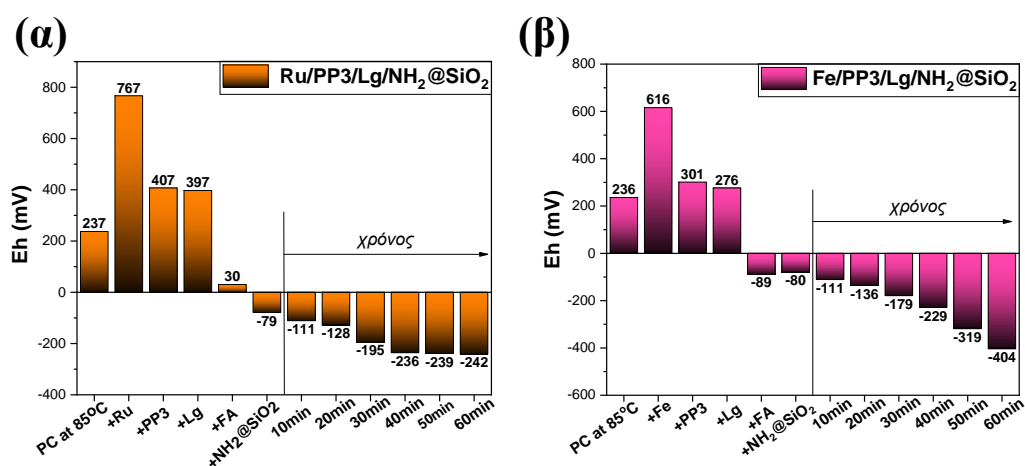 (α)
Ru/PP3/Lg/NH₂@SiO₂
Eh (mV)
800
600
400
200
0
-200
-400
237
767
407
397
30
-79
-111
-128
-195
-236
-239
-242
χρόνος
PC at 85ºC
+Ru
+PP3
+Lg
+FA
+NH2@SiO2
10min
20min
30min
40min
50min
60min
(β)
Fe/PP3/Lg/NH₂@SiO₂
Eh (mV)
800
600
400
200
0
-200
-400
-600
236
616
301
276
-89
-80
-111
-136
-179
-229
-319
-404
χρόνος
PC at 85°C
+Fe
+PP3
+Lg
+FA
+NH₂@SiO₂
10min
20min
30min
40min
50min
60min